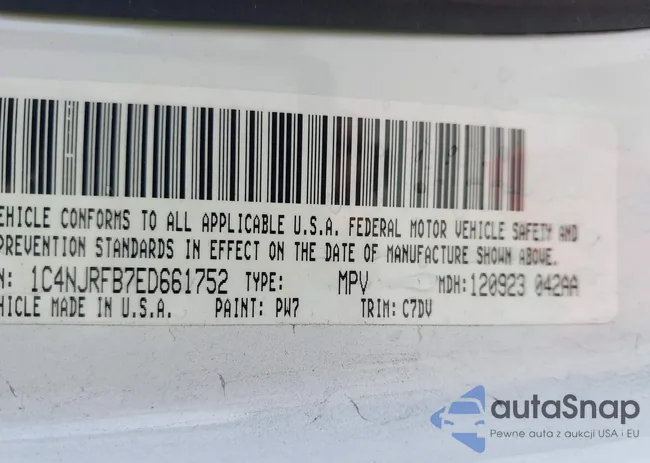 VEHICLE CONFORMS TO ALL APPLICABLE U.S.A. FEDERAL MOTOR VEHICLE SAFETY AND
PREVENTION STANDARDS IN EFFECT ON THE DATE OF MANUFACTURE SHOWN ABOVE.
N: 1C4NJRFB7ED661752 TYPE: MPV MDH:120923 042AA
HICLE MADE IN U.S.A. PAINT: PW7 TRIM: C7DV
autaSnap
Pewne auta z aukcji USA i EU